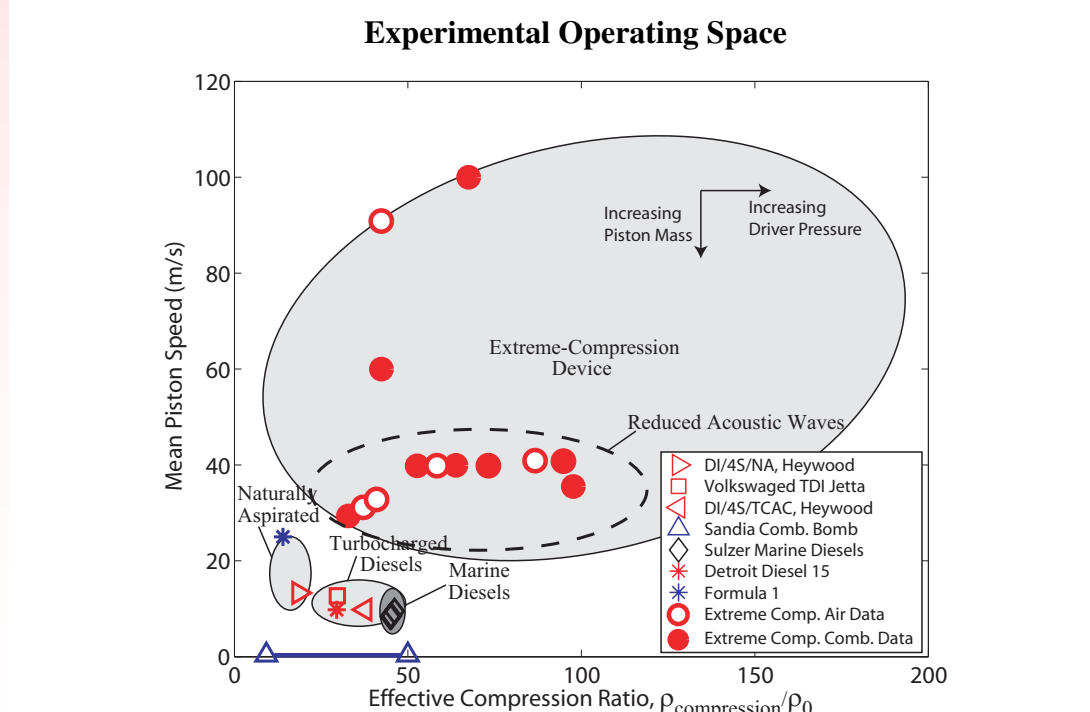 Experimental Operating Space
120
100
80
60
40
20
0
Mean Piston Speed (m/s)
Increasing
Piston Mass
Increasing
Driver Pressure
Extreme-Compression
Device
Reduced Acoustic Waves
Naturally
Aspirated
Turbocharged
Diesels
Marine
Diesels
DI/4S/NA, Heywood
Volkswaged TDI Jetta
DI/4S/TCAC, Heywood
Sandia Comb. Bomb
Sulzer Marine Diesels
Detroit Diesel 15
Formula 1
Extreme Comp. Air Data
Extreme Comp. Comb. Data
0 50 100 150 200
Effective Compression Ratio, ρcompression/ρ0